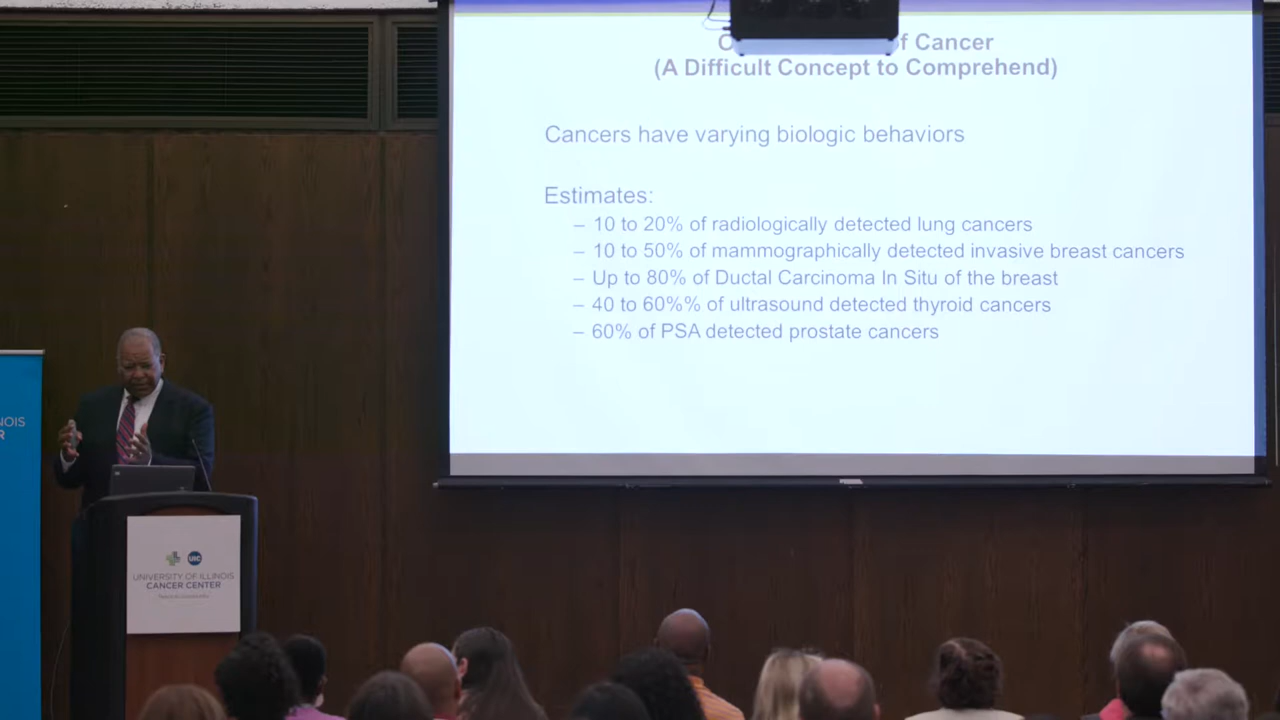 of Cancer
(A Difficult Concept to Comprehend)
Cancers have varying biologic behaviors
Estimates:
– 10 to 20% of radiologically detected lung cancers
– 10 to 50% of mammographically detected invasive breast cancers
– Up to 80% of Ductal Carcinoma In Situ of the breast
– 40 to 60%% of ultrasound detected thyroid cancers
– 60% of PSA detected prostate cancers
UIC
UNIVERSITY OF ILLINOIS
CANCER CENTER